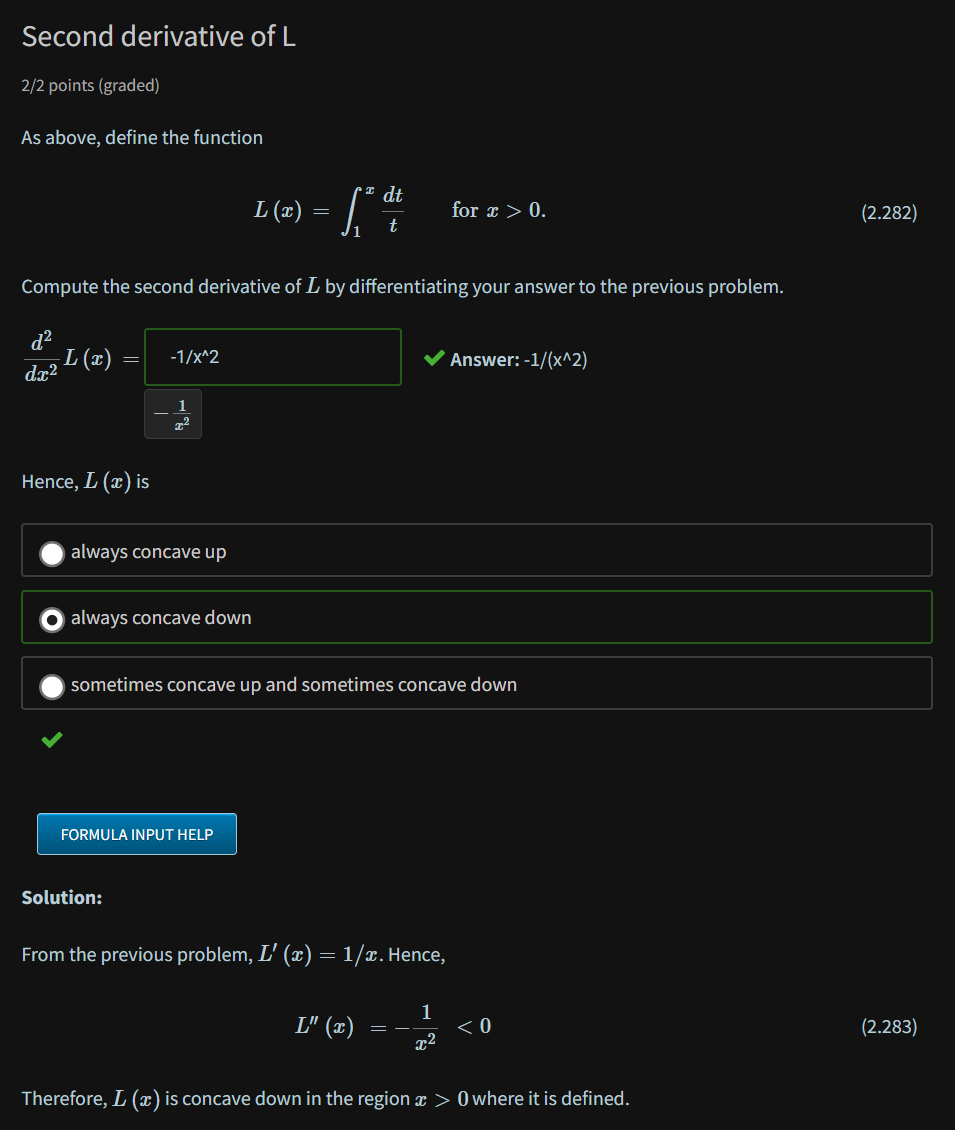 Second derivative of L
2/2 points (graded)
As above, define the function
L (x) = ∫₁ˣ dt/t for x > 0. (2.282)
Compute the second derivative of L by differentiating your answer to the previous problem.
d²/dx² L (x) = -1/x^2 Answer: -1/(x^2)
− 1/x²
Hence, L (x) is
always concave up
always concave down
sometimes concave up and sometimes concave down
FORMULA INPUT HELP
Solution:
From the previous problem, L′ (x) = 1/x. Hence,
L″ (x) = − 1/x² < 0 (2.283)
Therefore, L (x) is concave down in the region x > 0 where it is defined.